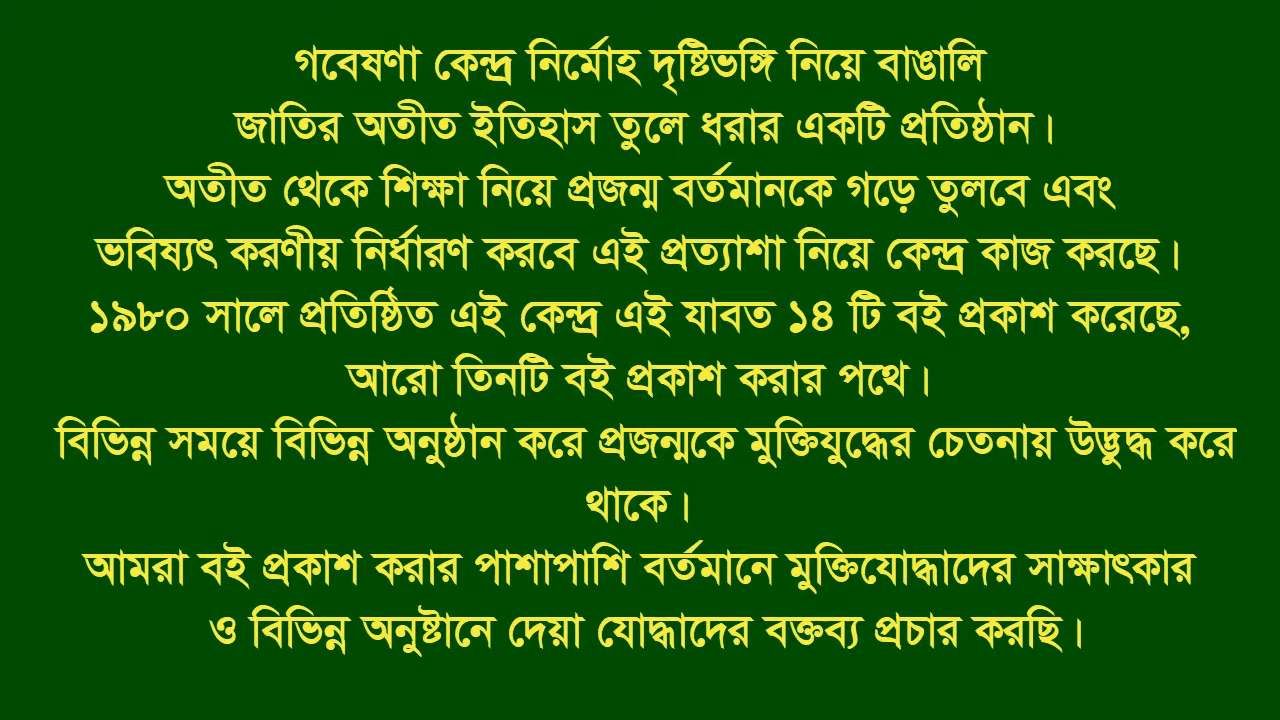 গবেষণা কেন্দ্র নির্মোহ দৃষ্টিভঙ্গি নিয়ে বাঙালি
জাতির অতীত ইতিহাস তুলে ধরার একটি প্রতিষ্ঠান।
অতীত থেকে শিক্ষা নিয়ে প্রজন্ম বর্তমানকে গড়ে তুলবে এবং
ভবিষ্যৎ করণীয় নির্ধারণ করবে এই প্রত্যাশা নিয়ে কেন্দ্র কাজ করছে।
১৯৮০ সালে প্রতিষ্ঠিত এই কেন্দ্র এই যাবত ১৪ টি বই প্রকাশ করেছে,
আরো তিনটি বই প্রকাশ করার পথে।
বিভিন্ন সময়ে বিভিন্ন অনুষ্ঠান করে প্রজন্মকে মুক্তিযুদ্ধের চেতনায় উদ্ভুদ্ধ করে
থাকে।
আমরা বই প্রকাশ করার পাশাপাশি বর্তমানে মুক্তিযোদ্ধাদের সাক্ষাৎকার
ও বিভিন্ন অনুষ্টানে দেয়া যোদ্ধাদের বক্তব্য প্রচার করছি।